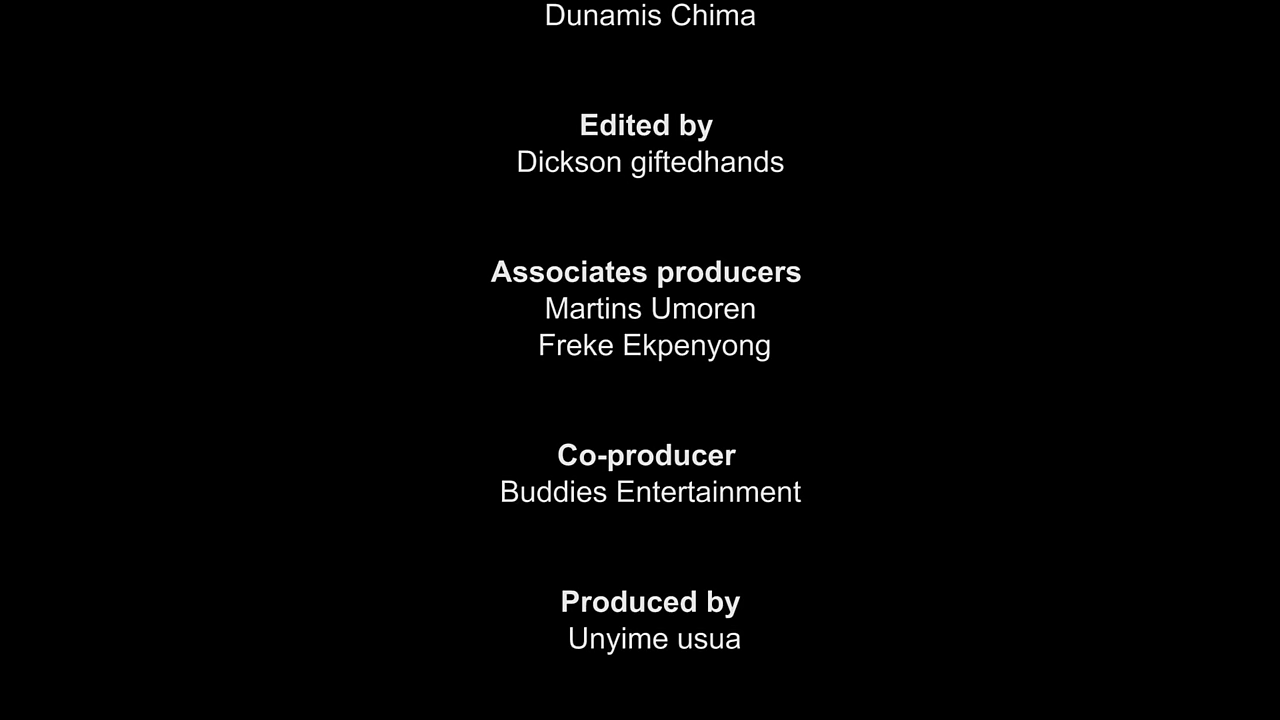 Dunamis Chima
Edited by
Dickson giftedhands
Associates producers
Martins Umoren
Freke Ekpenyong
Co-producer
Buddies Entertainment
Produced by
Unyime usua